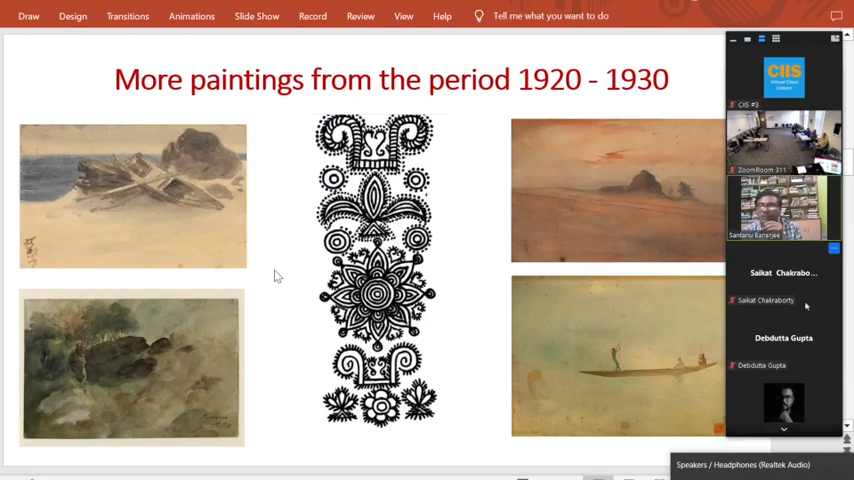 Draw
Design
Transitions
Animations
Slide Show
Record
Review
View
Help
Tell me what you want to do
More paintings from the period 1920 - 1930
CIIS
CIIS #3
ZoomRoom 311
Santanu Banerjee
Saikat Chakrabo...
Saikat Chakraborty
Debdutta Gupta
Debdutta Gupta
Speakers / Headphones (Realtek Audio)